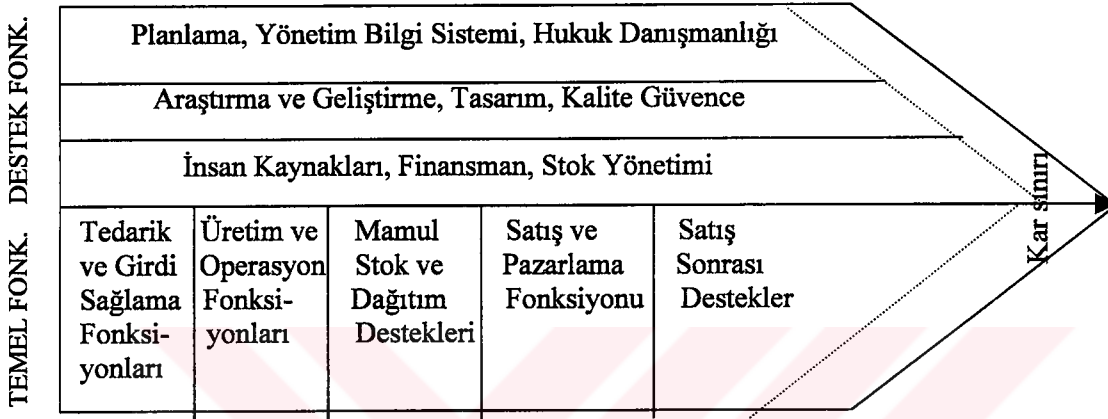 DESTEK FONK.
Planlama, Yönetim Bilgi Sistemi, Hukuk Danışmanlığı
Araştırma ve Geliştirme, Tasarım, Kalite Güvence
İnsan Kaynakları, Finansman, Stok Yönetimi
TEMEL FONK.
Tedarik
ve Girdi
Sağlama
Fonksi-
yonları
Üretim ve
Operasyon
Fonksi-
yonları
Mamul
Stok ve
Dağıtım
Destekleri
Satış ve
Pazarlama
Fonksiyonu
Satış
Sonrası
Destekler
Kar sınırı